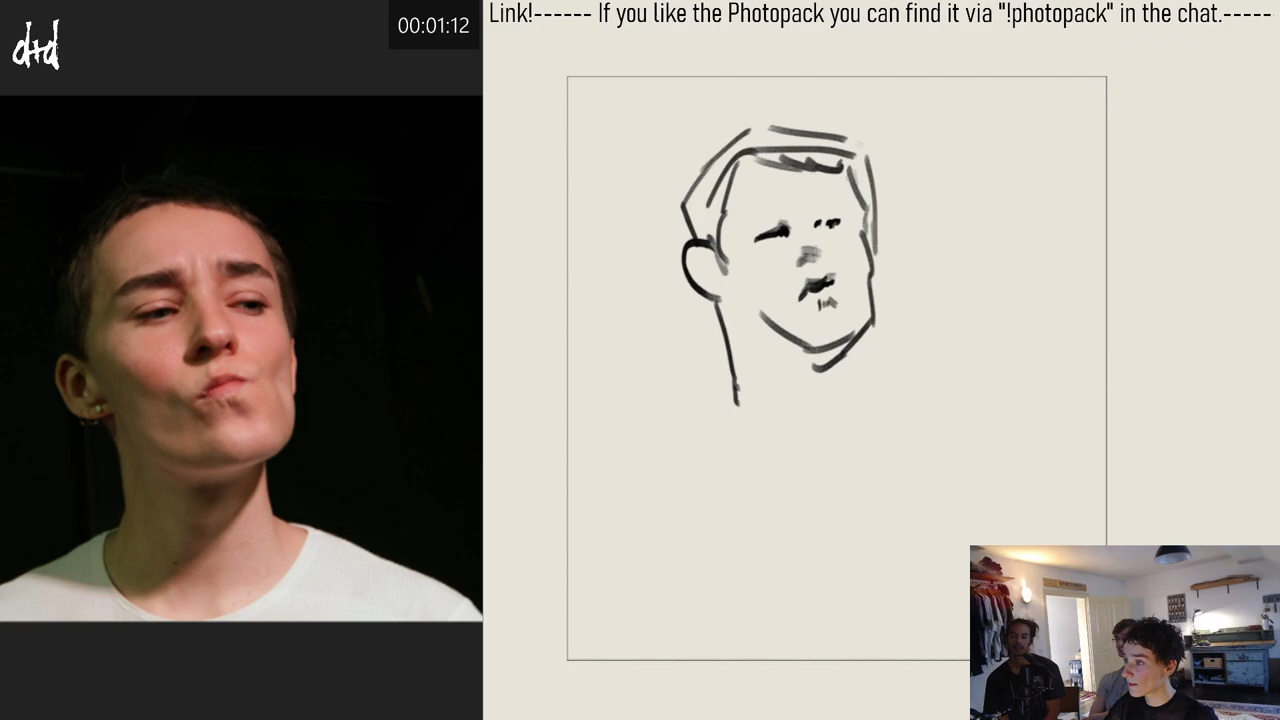 d+d
00:01:12
Link!------ If you like the Photopack you can find it via "!photopack" in the chat.-----